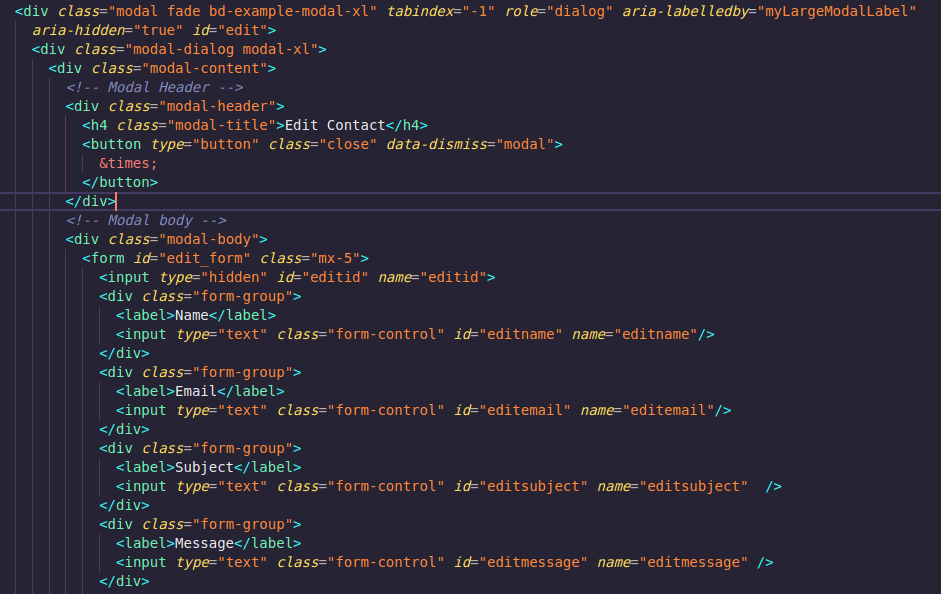 <div class="modal fade bd-example-modal-xl" tabindex="-1" role="dialog" aria-labelledby="myLargeModalLabel"
aria-hidden="true" id="edit">
<div class="modal-dialog modal-xl">
<div class="modal-content">
<!-- Modal Header -->
<div class="modal-header">
<h4 class="modal-title">Edit Contact</h4>
<button type="button" class="close" data-dismiss="modal">
&times;
</button>
</div>
<!-- Modal body -->
<div class="modal-body">
<form id="edit_form" class="mx-5">
<input type="hidden" id="editid" name="editid">
<div class="form-group">
<label>Name</label>
<input type="text" class="form-control" id="editname" name="editname"/>
</div>
<div class="form-group">
<label>Email</label>
<input type="text" class="form-control" id="editemail" name="editemail"/>
</div>
<div class="form-group">
<label>Subject</label>
<input type="text" class="form-control" id="editsubject" name="editsubject"  />
</div>
<div class="form-group">
<label>Message</label>
<input type="text" class="form-control" id="editmessage" name="editmessage" />
</div>